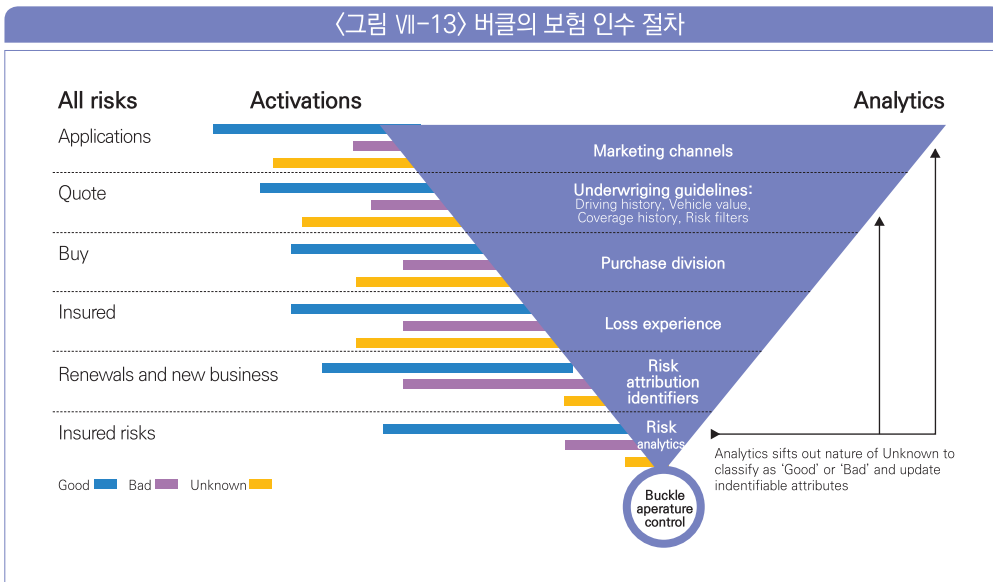 〈그림 Ⅶ-13〉 버클의 보험 인수 절차
All risks
Activations
Analytics
Applications
Marketing channels
Quote
Underwriging guidelines:
Driving history, Vehicle value,
Coverage history, Risk filters
Buy
Purchase division
Insured
Loss experience
Renewals and new business
Risk
attribution
identifiers
Insured risks
Risk
analytics
Analytics sifts out nature of Unknown to
classify as ‘Good’ or ‘Bad’ and update
indentifiable attributes
Good
Bad
Unknown
Buckle
aperature
control